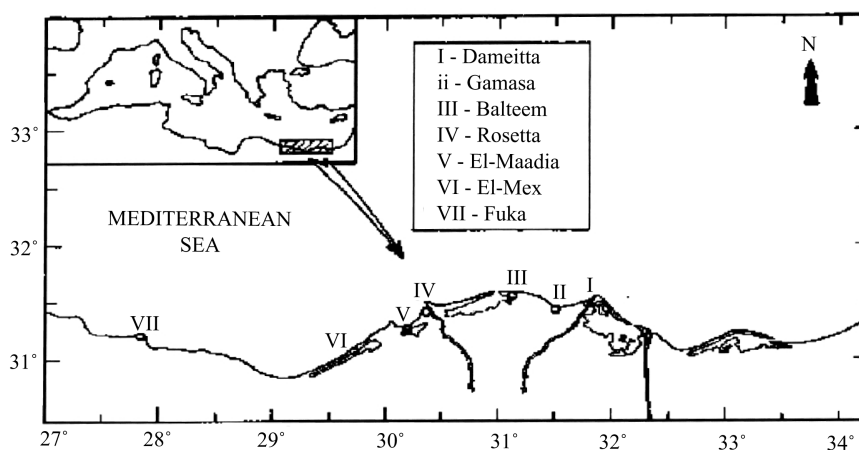 I - Dameitta
ii - Gamasa
III - Balteem
IV - Rosetta
V - El-Maadia
VI - El-Mex
VII - Fuka
N
33°
32°
31°
MEDITERRANEAN
SEA
VII
VI
V
IV
III
II
I
27° 28° 29° 30° 31° 32° 33° 34°